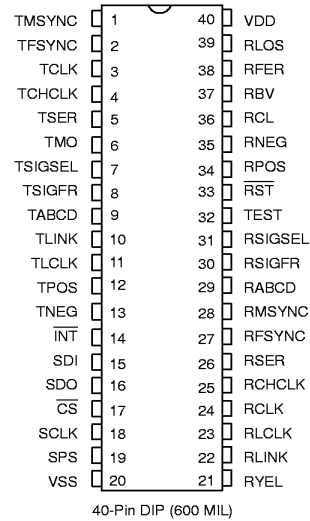 TMSYNC 1 40 VDD
TFSYNC 2 39 RLOS
TCLK 3 38 RFER
TCHCLK 4 37 RBV
TSER 5 36 RCL
TMO 6 35 RNEG
TSIGSEL 7 34 RPOS
TSIGFR 8 33 R̅S̅T̅
TABCD 9 32 TEST
TLINK 10 31 RSIGSEL
TLCLK 11 30 RSIGFR
TPOS 12 29 RABCD
TNEG 13 28 RMSYNC
I̅N̅T̅ 14 27 RFSYNC
SDI 15 26 RSER
SDO 16 25 RCHCLK
C̅S̅ 17 24 RCLK
SCLK 18 23 RLCLK
SPS 19 22 RLINK
VSS 20 21 RYEL
40-Pin DIP (600 MIL)